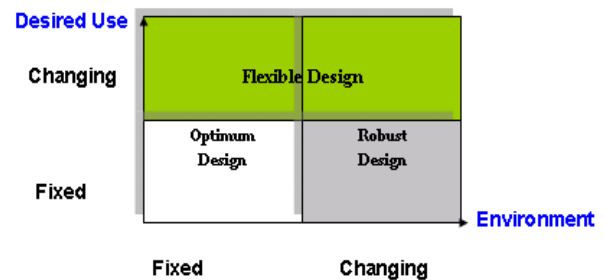 Desired Use
Changing
Flexible Design
Optimum
Design
Robust
Design
Fixed
Environment
Fixed
Changing